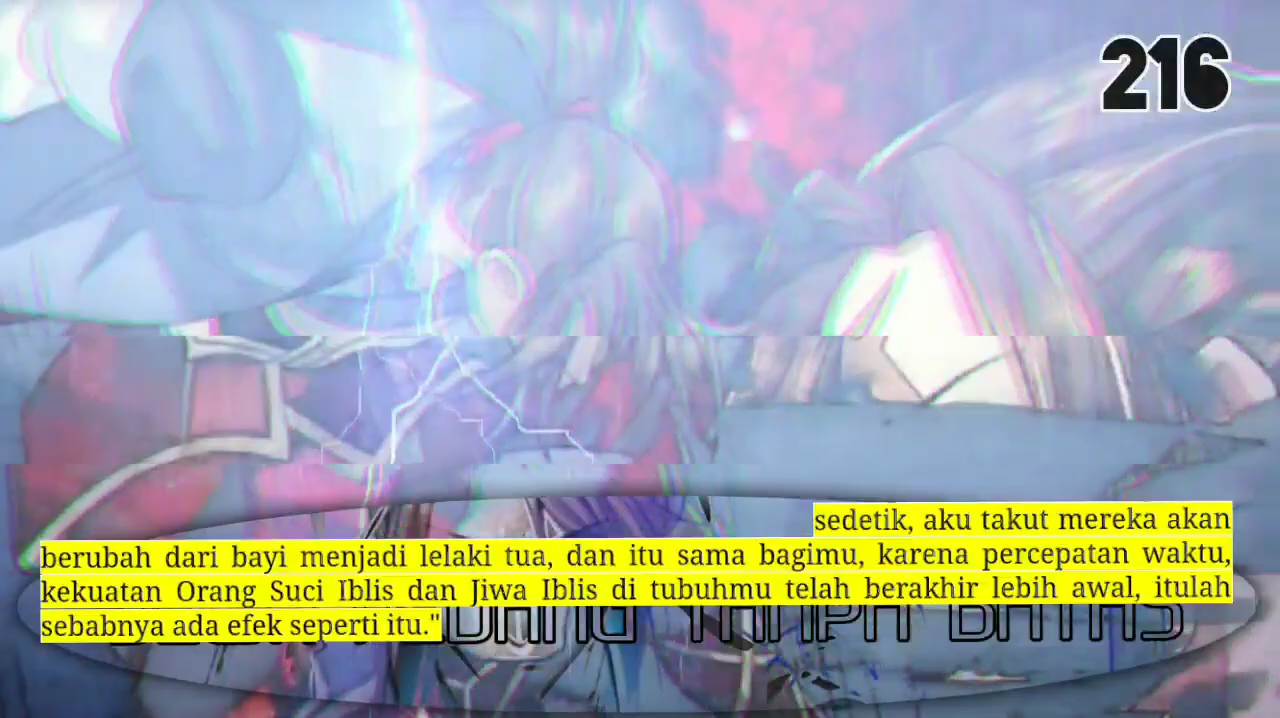 216
sedetik, aku takut mereka akan
berubah dari bayi menjadi lelaki tua, dan itu sama bagimu, karena percepatan waktu,
kekuatan Orang Suci Iblis dan Jiwa Iblis di tubuhmu telah berakhir lebih awal, itulah
sebabnya ada efek seperti itu."
TANPA BATAS